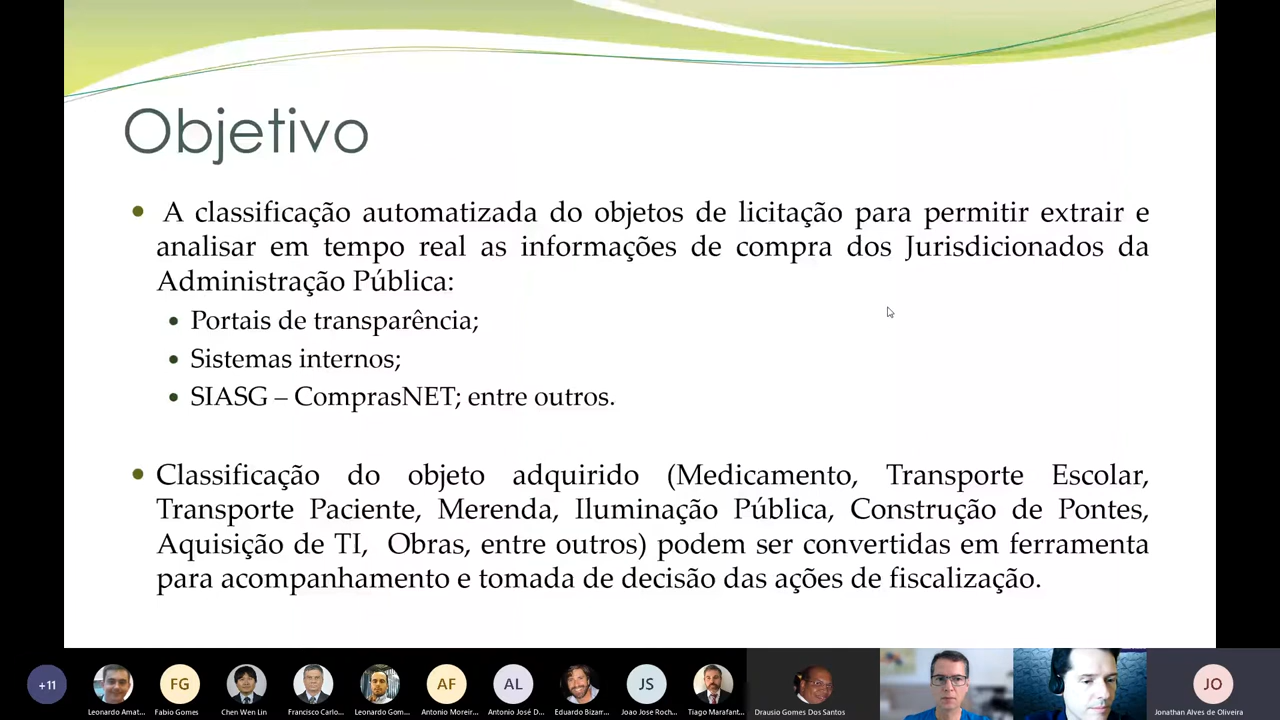 Objetivo
• A classificação automatizada do objetos de licitação para permitir extrair e
analisar em tempo real as informações de compra dos Jurisdicionados da
Administração Pública:
• Portais de transparência;
• Sistemas internos;
• SIASG – ComprasNET; entre outros.
• Classificação do objeto adquirido (Medicamento, Transporte Escolar,
Transporte Paciente, Merenda, Iluminação Pública, Construção de Pontes,
Aquisição de TI, Obras, entre outros) podem ser convertidas em ferramenta
para acompanhamento e tomada de decisão das ações de fiscalização.
+11 FG AF AL JS JO
Leonardo Amat... Fabio Gomes Chen Wen Lin Francisco Carlo... Leonardo Gom... Antonio Moreir... Antonio José D... Eduardo Bizarr... Joao Jose Roch... Tiago Marafant... Drausio Gomes Dos Santos Jonathan Alves de Oliveira